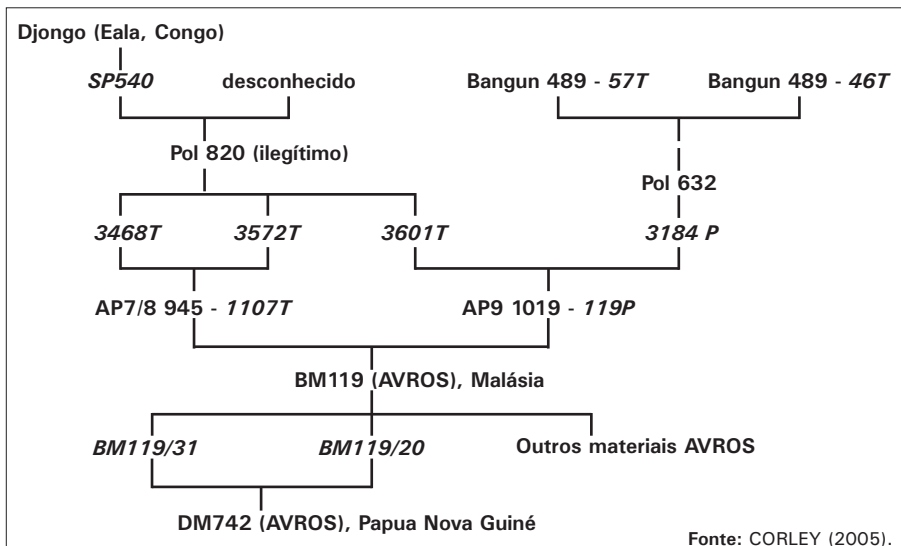 Djongo (Eala, Congo)
SP540 desconhecido Bangun 489 - 57T Bangun 489 - 46T
Pol 820 (ilegítimo)
Pol 632
3468T 3572T 3601T 3184 P
AP7/8 945 - 1107T AP9 1019 - 119P
BM119 (AVROS), Malásia
BM119/31 BM119/20 Outros materiais AVROS
DM742 (AVROS), Papua Nova Guiné
Fonte: CORLEY (2005).